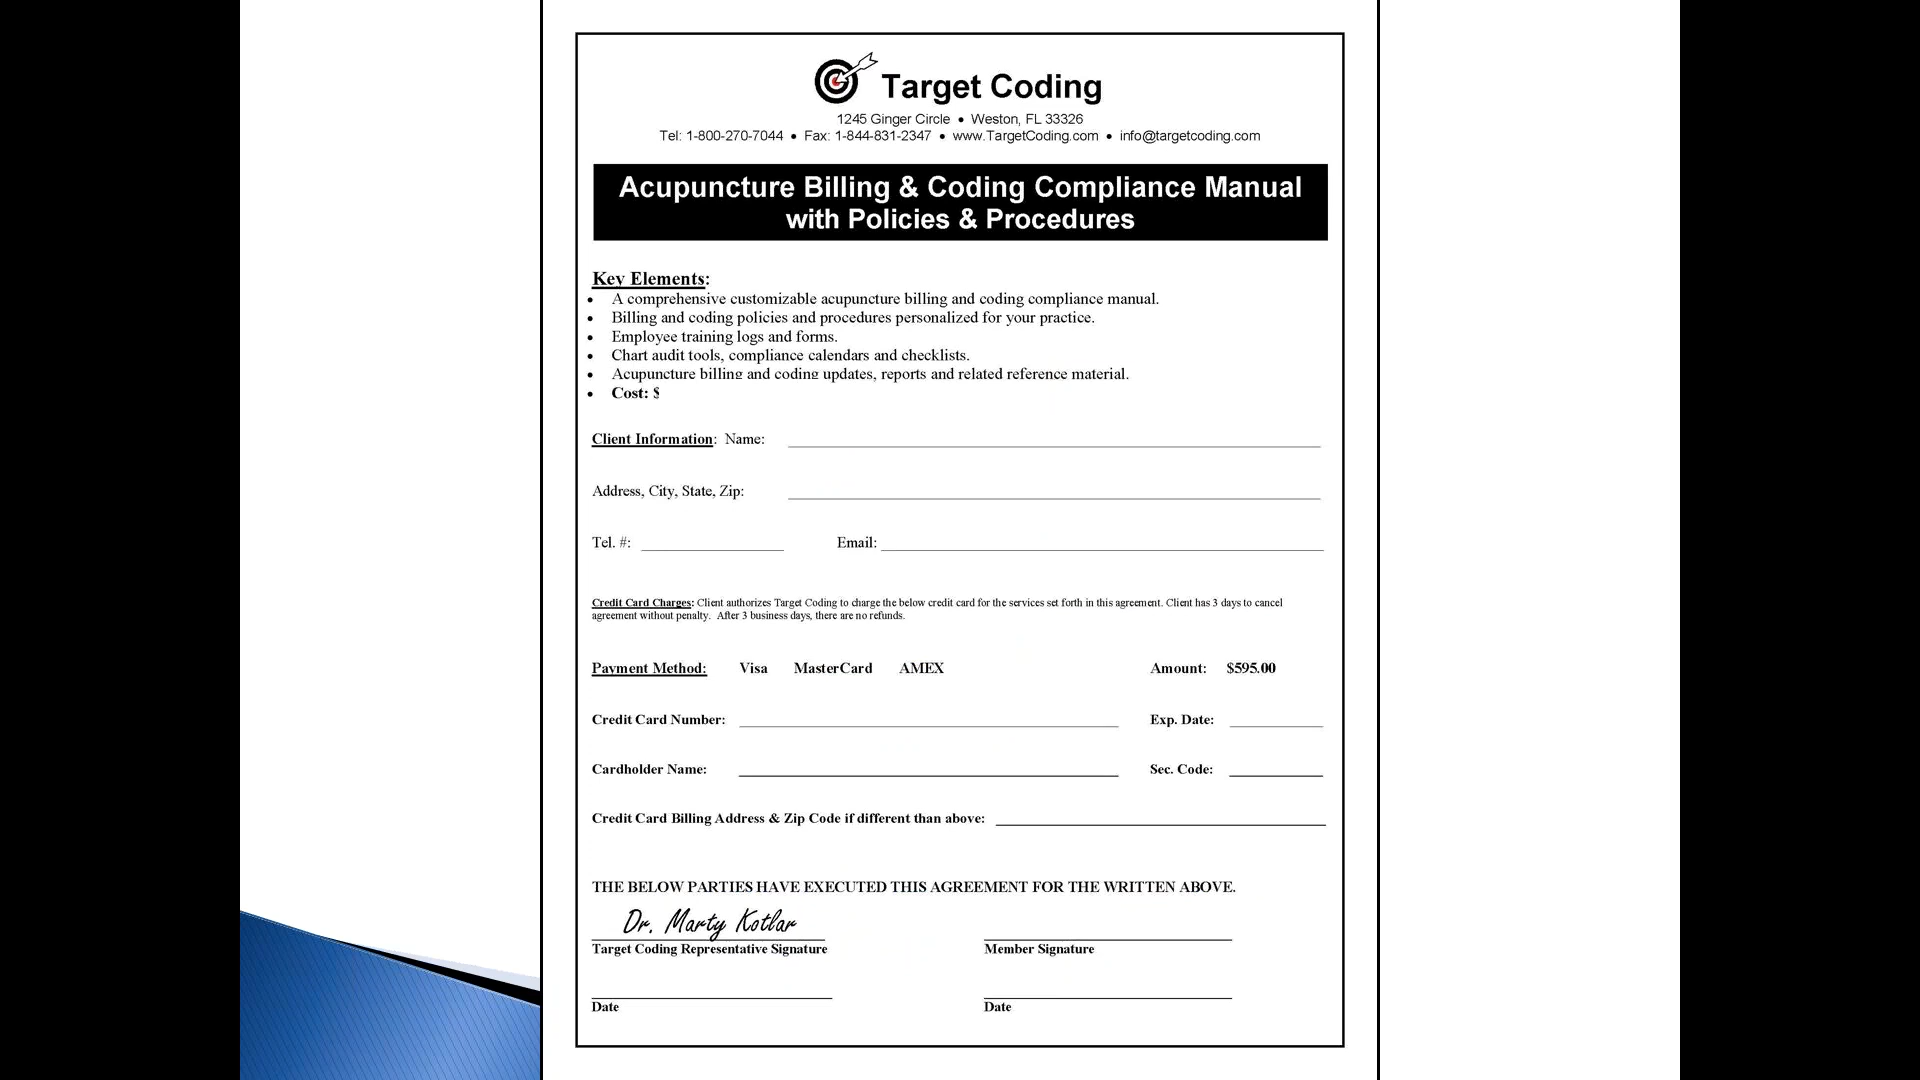 Target Coding
1245 Ginger Circle • Weston, FL 33326
Tel: 1-800-270-7044 • Fax: 1-844-831-2347 • www.TargetCoding.com • info@targetcoding.com
Acupuncture Billing & Coding Compliance Manual
with Policies & Procedures
Key Elements:
• A comprehensive customizable acupuncture billing and coding compliance manual.
• Billing and coding policies and procedures personalized for your practice.
• Employee training logs and forms.
• Chart audit tools, compliance calendars and checklists.
• Acupuncture billing and coding updates, reports and related reference material.
• Cost: $
Client Information: Name:
Address, City, State, Zip:
Tel. #: Email:
Credit Card Charges: Client authorizes Target Coding to charge the below credit card for the services set forth in this agreement. Client has 3 days to cancel
agreement without penalty. After 3 business days, there are no refunds.
Payment Method: Visa MasterCard AMEX Amount: $595.00
Credit Card Number: Exp. Date:
Cardholder Name: Sec. Code:
Credit Card Billing Address & Zip Code if different than above:
THE BELOW PARTIES HAVE EXECUTED THIS AGREEMENT FOR THE WRITTEN ABOVE.
Dr. Marty Kotlar
Target Coding Representative Signature Member Signature
Date Date